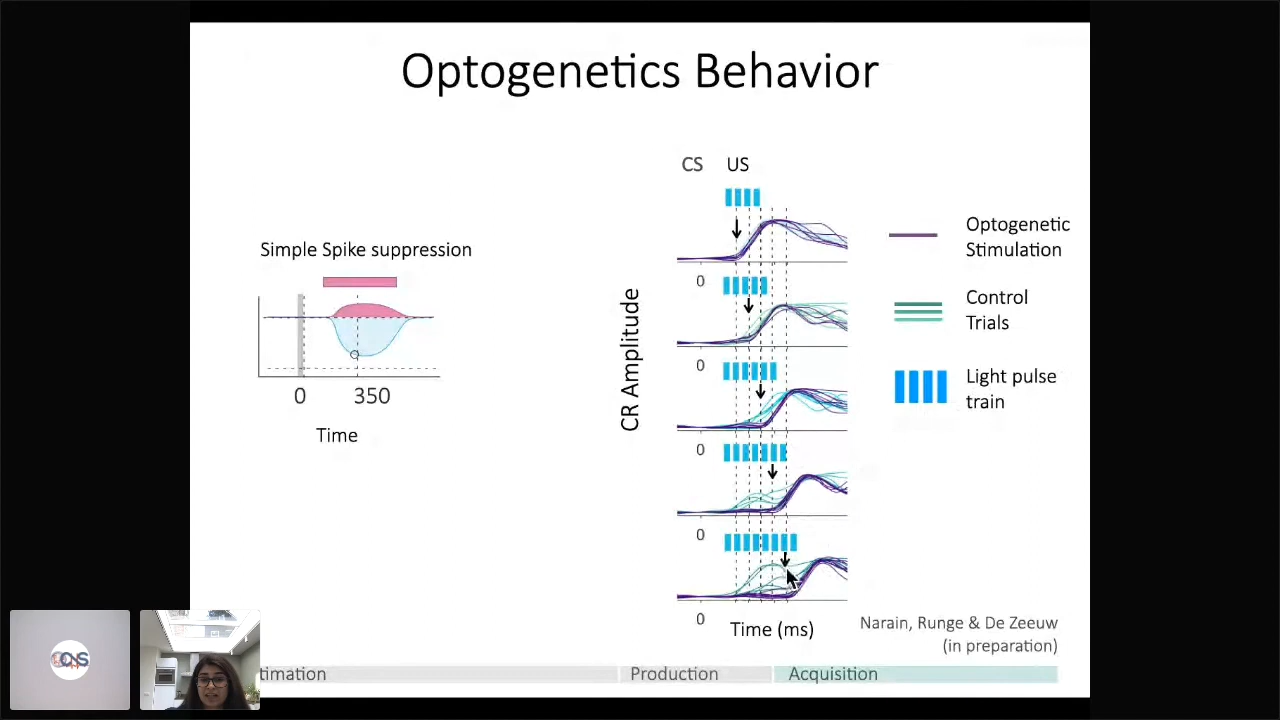 Optogenetics Behavior
Simple Spike suppression
0
350
Time
CS
US
CR Amplitude
0
0
0
0
0
Time (ms)
Optogenetic
Stimulation
Control
Trials
Light pulse
train
Narain, Runge & De Zeeuw
(in preparation)
timation
Production
Acquisition